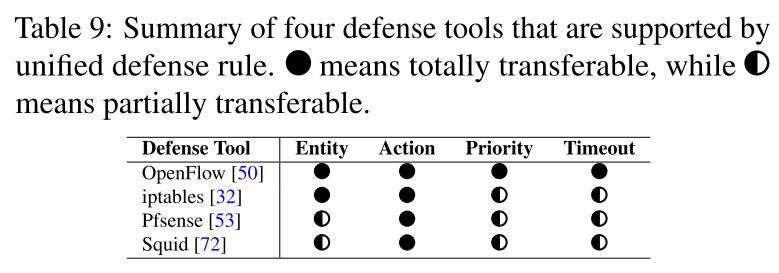 Table 9: Summary of four defense tools that are supported by
unified defense rule. ● means totally transferable, while ◐
means partially transferable.
Defense Tool Entity Action Priority Timeout
OpenFlow [50] ● ● ● ●
iptables [32] ● ● ◐ ◐
Pfsense [53] ◐ ● ◐ ◐
Squid [72] ◐ ● ◐ ◐